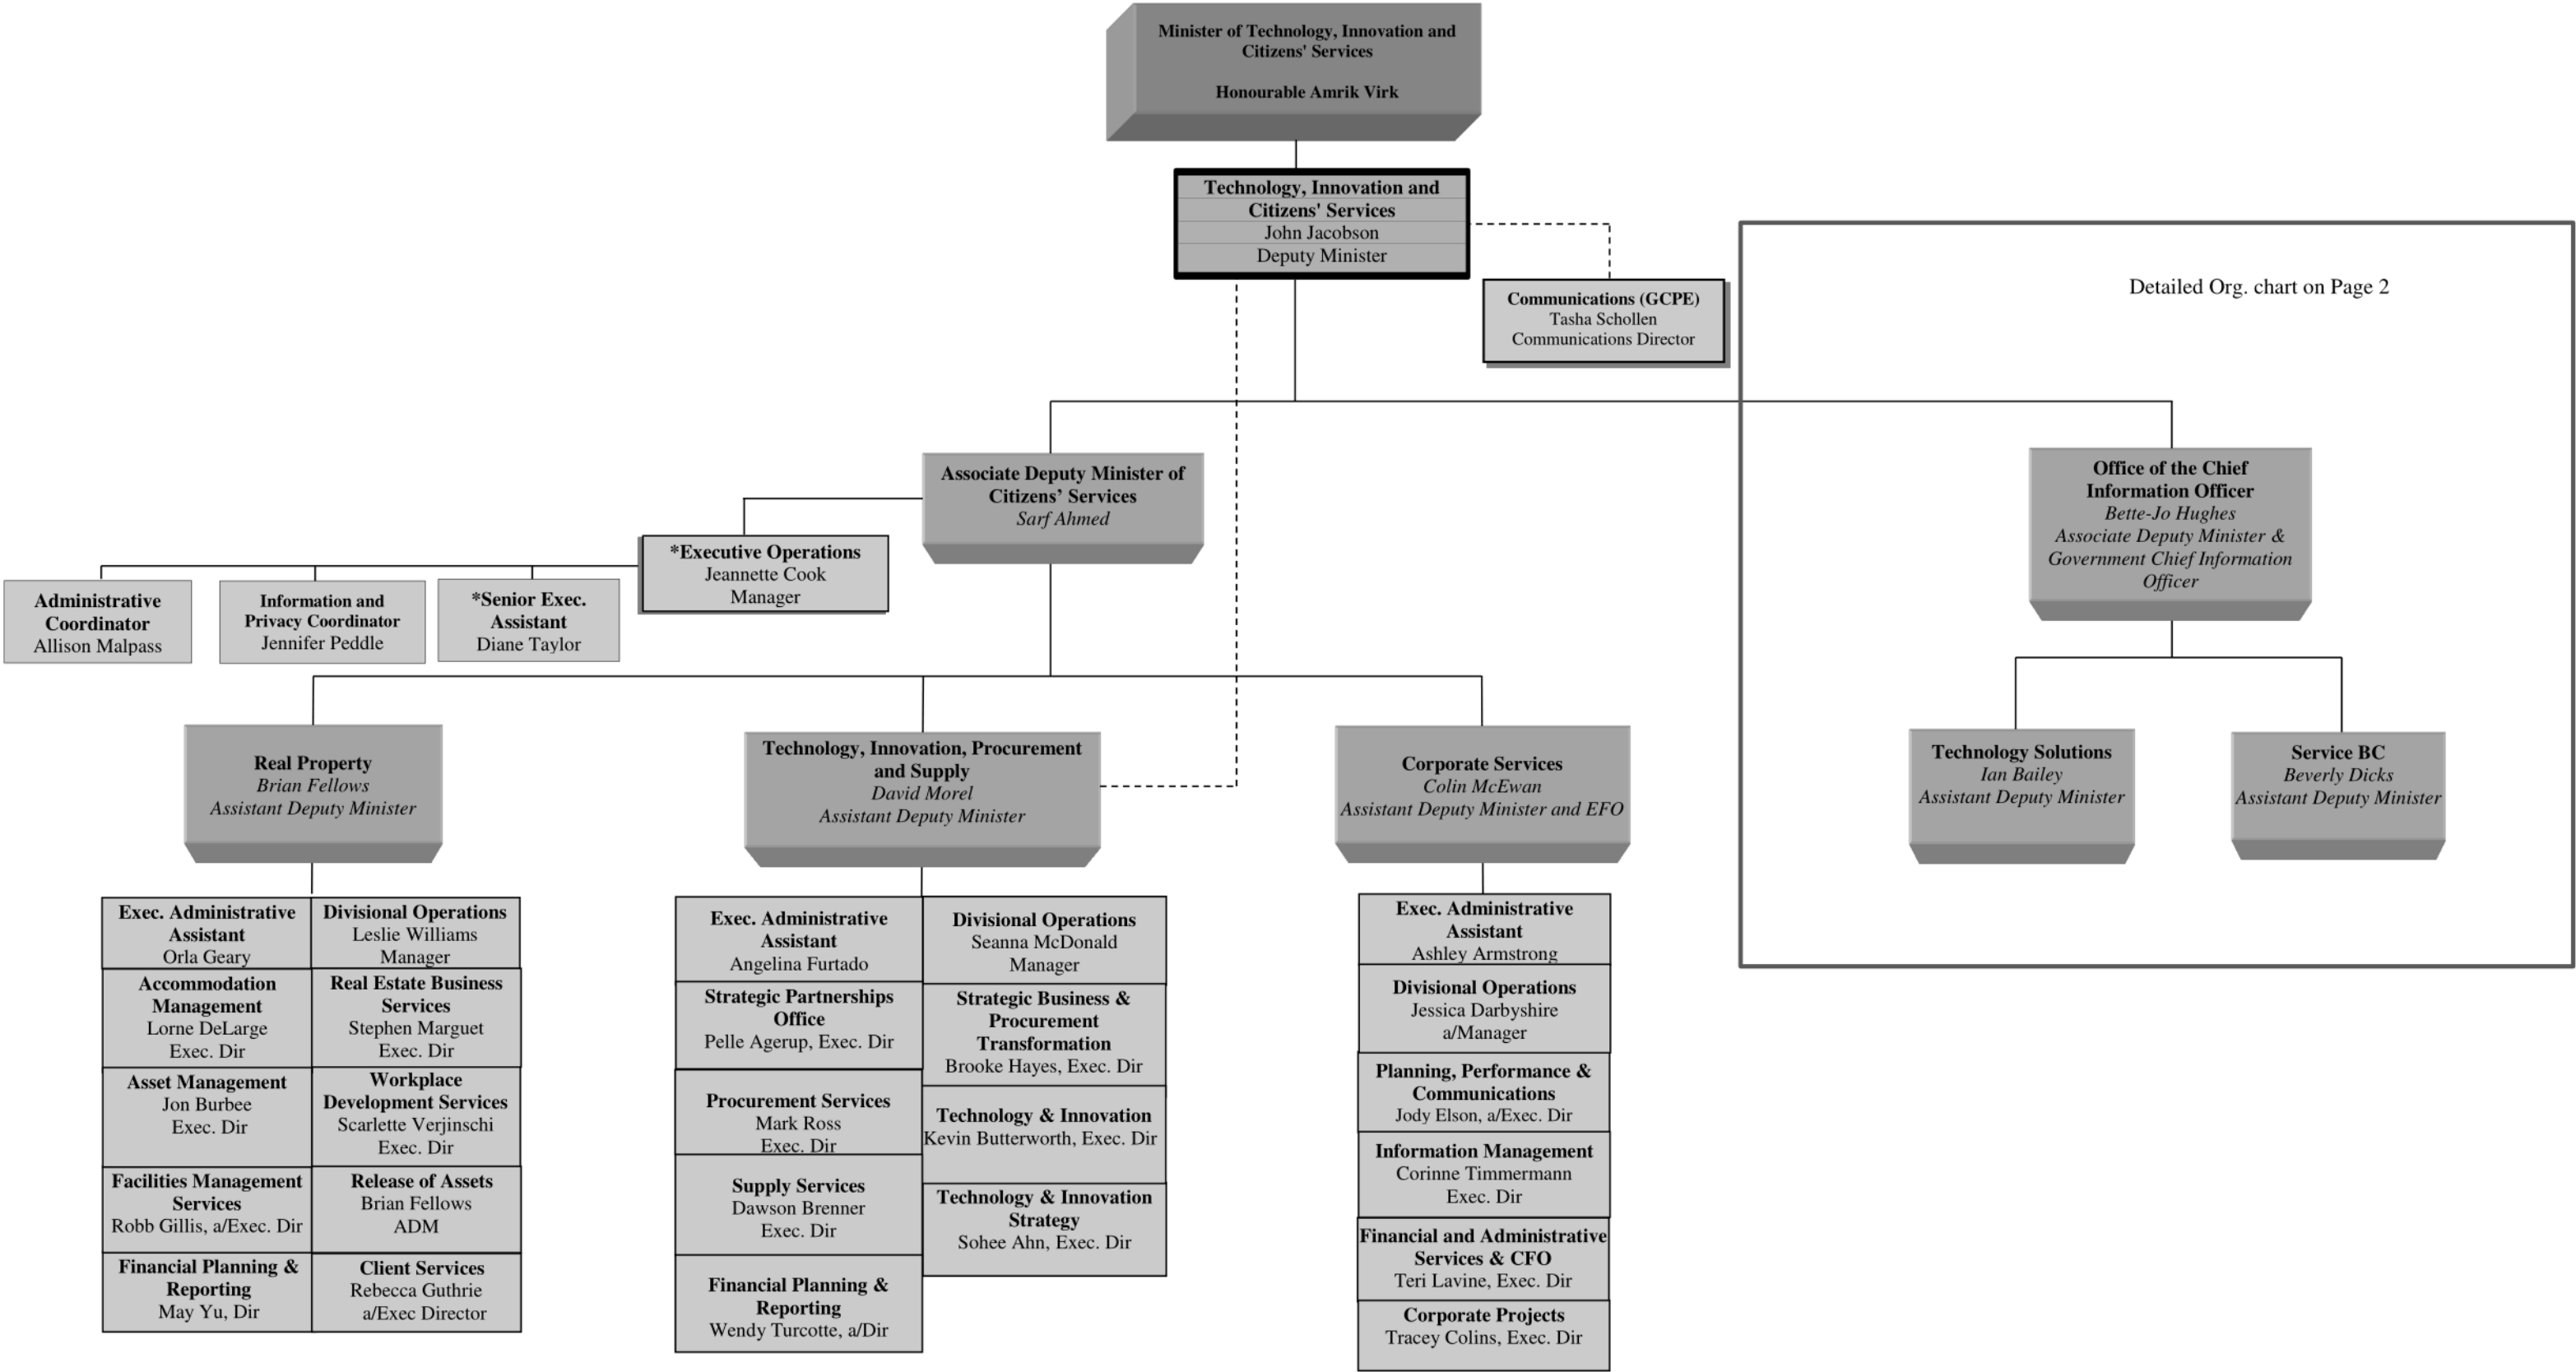 Minister of Technology, Innovation and
Citizens' Services
Honourable Amrik Virk
Technology, Innovation and
Citizens' Services
John Jacobson
Deputy Minister
Communications (GCPE)
Tasha Schollen
Communications Director
Detailed Org. chart on Page 2
Associate Deputy Minister of
Citizens’ Services
Sarf Ahmed
Office of the Chief
Information Officer
Bette-Jo Hughes
Associate Deputy Minister &
Government Chief Information
Officer
*Executive Operations
Jeannette Cook
Manager
Administrative
Coordinator
Allison Malpass
Information and
Privacy Coordinator
Jennifer Peddle
*Senior Exec.
Assistant
Diane Taylor
Real Property
Brian Fellows
Assistant Deputy Minister
Technology, Innovation, Procurement
and Supply
David Morel
Assistant Deputy Minister
Corporate Services
Colin McEwan
Assistant Deputy Minister and EFO
Technology Solutions
Ian Bailey
Assistant Deputy Minister
Service BC
Beverly Dicks
Assistant Deputy Minister
Exec. Administrative
Assistant
Orla Geary
Divisional Operations
Leslie Williams
Manager
Accommodation
Management
Lorne DeLarge
Exec. Dir
Real Estate Business
Services
Stephen Marguet
Exec. Dir
Asset Management
Jon Burbee
Exec. Dir
Workplace
Development Services
Scarlette Verjinschi
Exec. Dir
Facilities Management
Services
Robb Gillis, a/Exec. Dir
Release of Assets
Brian Fellows
ADM
Financial Planning &
Reporting
May Yu, Dir
Client Services
Rebecca Guthrie
a/Exec Director
Exec. Administrative
Assistant
Angelina Furtado
Divisional Operations
Seanna McDonald
Manager
Strategic Partnerships
Office
Pelle Agerup, Exec. Dir
Strategic Business &
Procurement
Transformation
Brooke Hayes, Exec. Dir
Procurement Services
Mark Ross
Exec. Dir
Technology & Innovation
Kevin Butterworth, Exec. Dir
Supply Services
Dawson Brenner
Exec. Dir
Technology & Innovation
Strategy
Sohee Ahn, Exec. Dir
Financial Planning &
Reporting
Wendy Turcotte, a/Dir
Exec. Administrative
Assistant
Ashley Armstrong
Divisional Operations
Jessica Darbyshire
a/Manager
Planning, Performance &
Communications
Jody Elson, a/Exec. Dir
Information Management
Corinne Timmermann
Exec. Dir
Financial and Administrative
Services & CFO
Teri Lavine, Exec. Dir
Corporate Projects
Tracey Colins, Exec. Dir